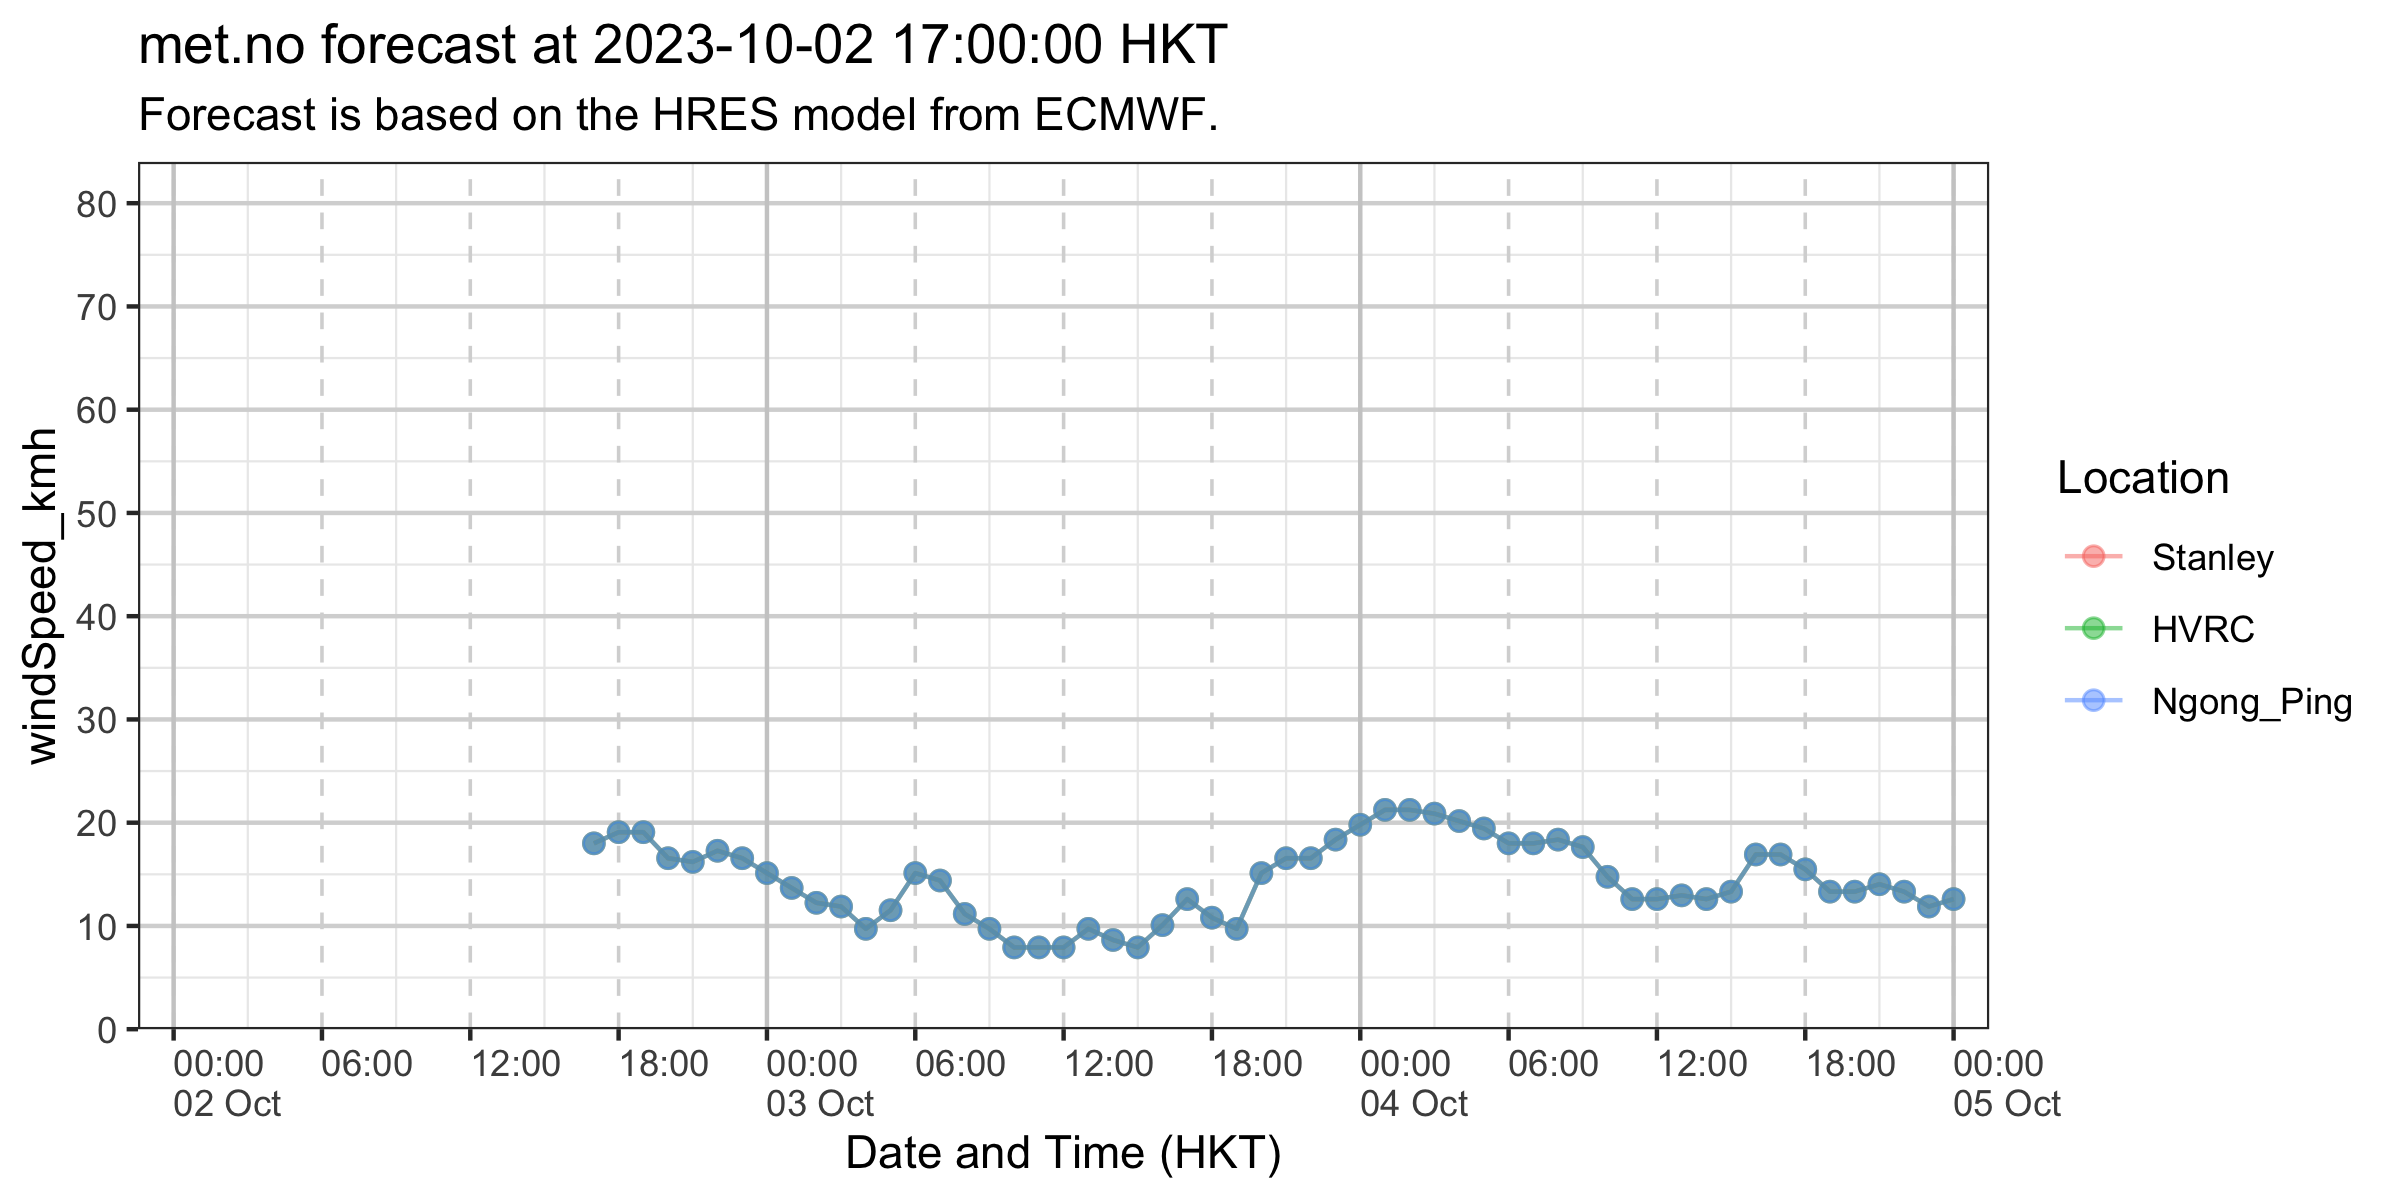 met.no forecast at 2023-10-02 17:00:00 HKT
Forecast is based on the HRES model from ECMWF.
windSpeed_kmh
80
70
60
50
40
30
20
10
0
00:00 06:00 12:00 18:00 00:00 06:00 12:00 18:00 00:00 06:00 12:00 18:00 00:00
02 Oct 03 Oct 04 Oct 05 Oct
Date and Time (HKT)
Location
Stanley
HVRC
Ngong_Ping